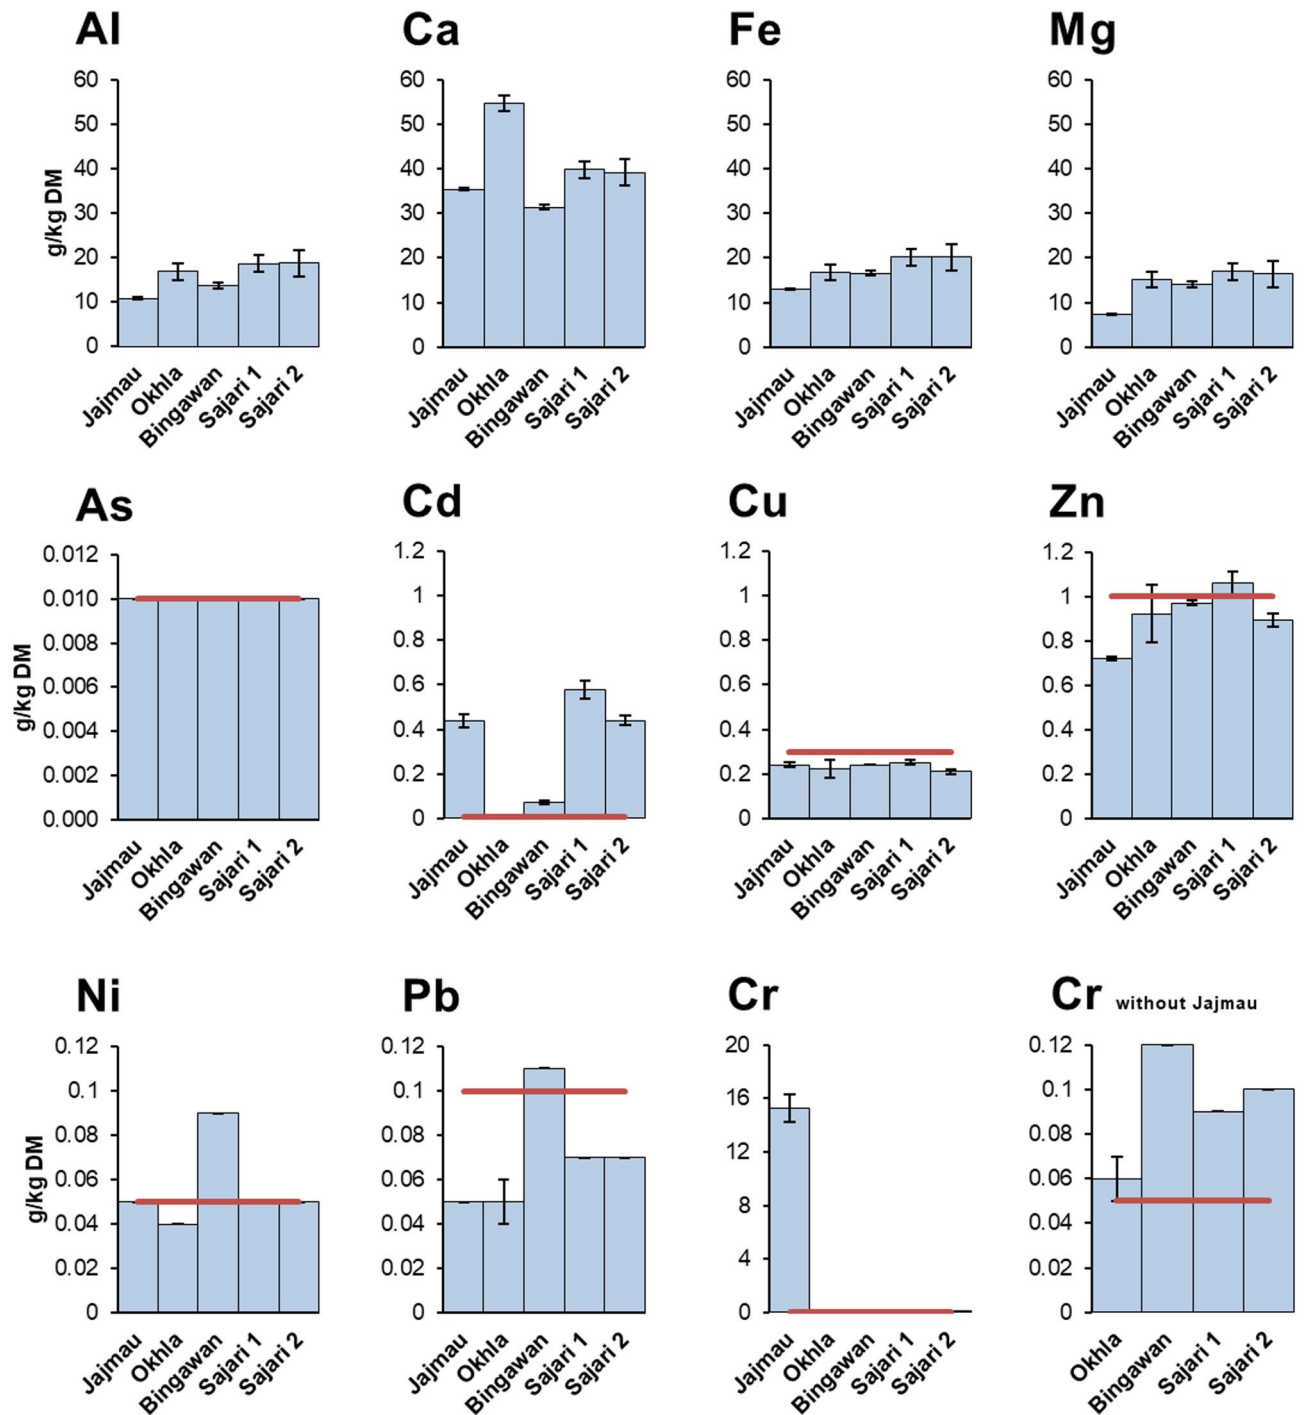 Al
Ca
Fe
Mg
60
50
40
30
20
10
0
g/kg DM
Jajmau
Okhla
Bingawan
Sajari 1
Sajari 2
60
50
40
30
20
10
0
Jajmau
Okhla
Bingawan
Sajari 1
Sajari 2
60
50
40
30
20
10
0
Jajmau
Okhla
Bingawan
Sajari 1
Sajari 2
60
50
40
30
20
10
0
Jajmau
Okhla
Bingawan
Sajari 1
Sajari 2
As
Cd
Cu
Zn
0.012
0.010
0.008
0.006
0.004
0.002
0.000
g/kg DM
Jajmau
Okhla
Bingawan
Sajari 1
Sajari 2
1.2
1
0.8
0.6
0.4
0.2
0
Jajmau
Okhla
Bingawan
Sajari 1
Sajari 2
1.2
1
0.8
0.6
0.4
0.2
0
Jajmau
Okhla
Bingawan
Sajari 1
Sajari 2
1.2
1
0.8
0.6
0.4
0.2
0
Jajmau
Okhla
Bingawan
Sajari 1
Sajari 2
Ni
Pb
Cr
Cr without Jajmau
0.12
0.1
0.08
0.06
0.04
0.02
0
g/kg DM
Jajmau
Okhla
Bingawan
Sajari 1
Sajari 2
0.12
0.1
0.08
0.06
0.04
0.02
0
Jajmau
Okhla
Bingawan
Sajari 1
Sajari 2
20
16
12
8
4
0
Jajmau
Okhla
Bingawan
Sajari 1
Sajari 2
0.12
0.1
0.08
0.06
0.04
0.02
0
Okhla
Bingawan
Sajari 1
Sajari 2